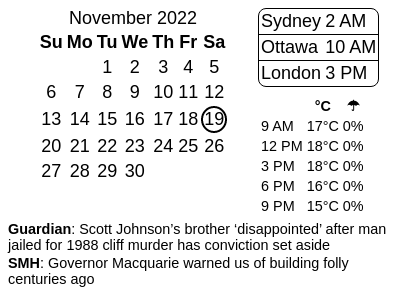 November 2022
Su Mo Tu We Th Fr Sa
1 2 3 4 5
6 7 8 9 10 11 12
13 14 15 16 17 18 19
20 21 22 23 24 25 26
27 28 29 30
Sydney 2 AM
Ottawa 10 AM
London 3 PM
°C ☂
9 AM 17°C 0%
12 PM 18°C 0%
3 PM 18°C 0%
6 PM 16°C 0%
9 PM 15°C 0%
Guardian: Scott Johnson’s brother ‘disappointed’ after man
jailed for 1988 cliff murder has conviction set aside
SMH: Governor Macquarie warned us of building folly
centuries ago